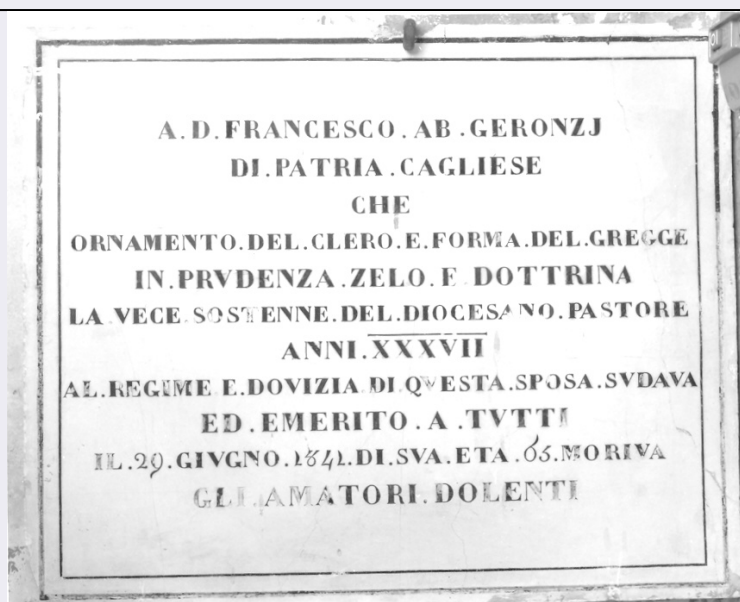 A.D.FRANCESCO.AB.GERONZJ
DI.PATRIA.CAGLIESE
CHE
ORNAMENTO.DEL.CLERO.E.FORMA.DEL.GREGGE
IN.PRVDENZA.ZELO.E DOTTRINA
LA VECE SOSTENNE.DEL.DIOCESANO.PASTORE
ANNI.XXXVII
AL.REGIME E.DOVIZIA.DI.QVESTA.SPOSA.SVDAVA
ED.EMERITO.A.TVTTI
IL.29.GIVGNO.1841.DI.SVA.ETA.65.MORIVA
GLI.AMATORI.DOLENTI